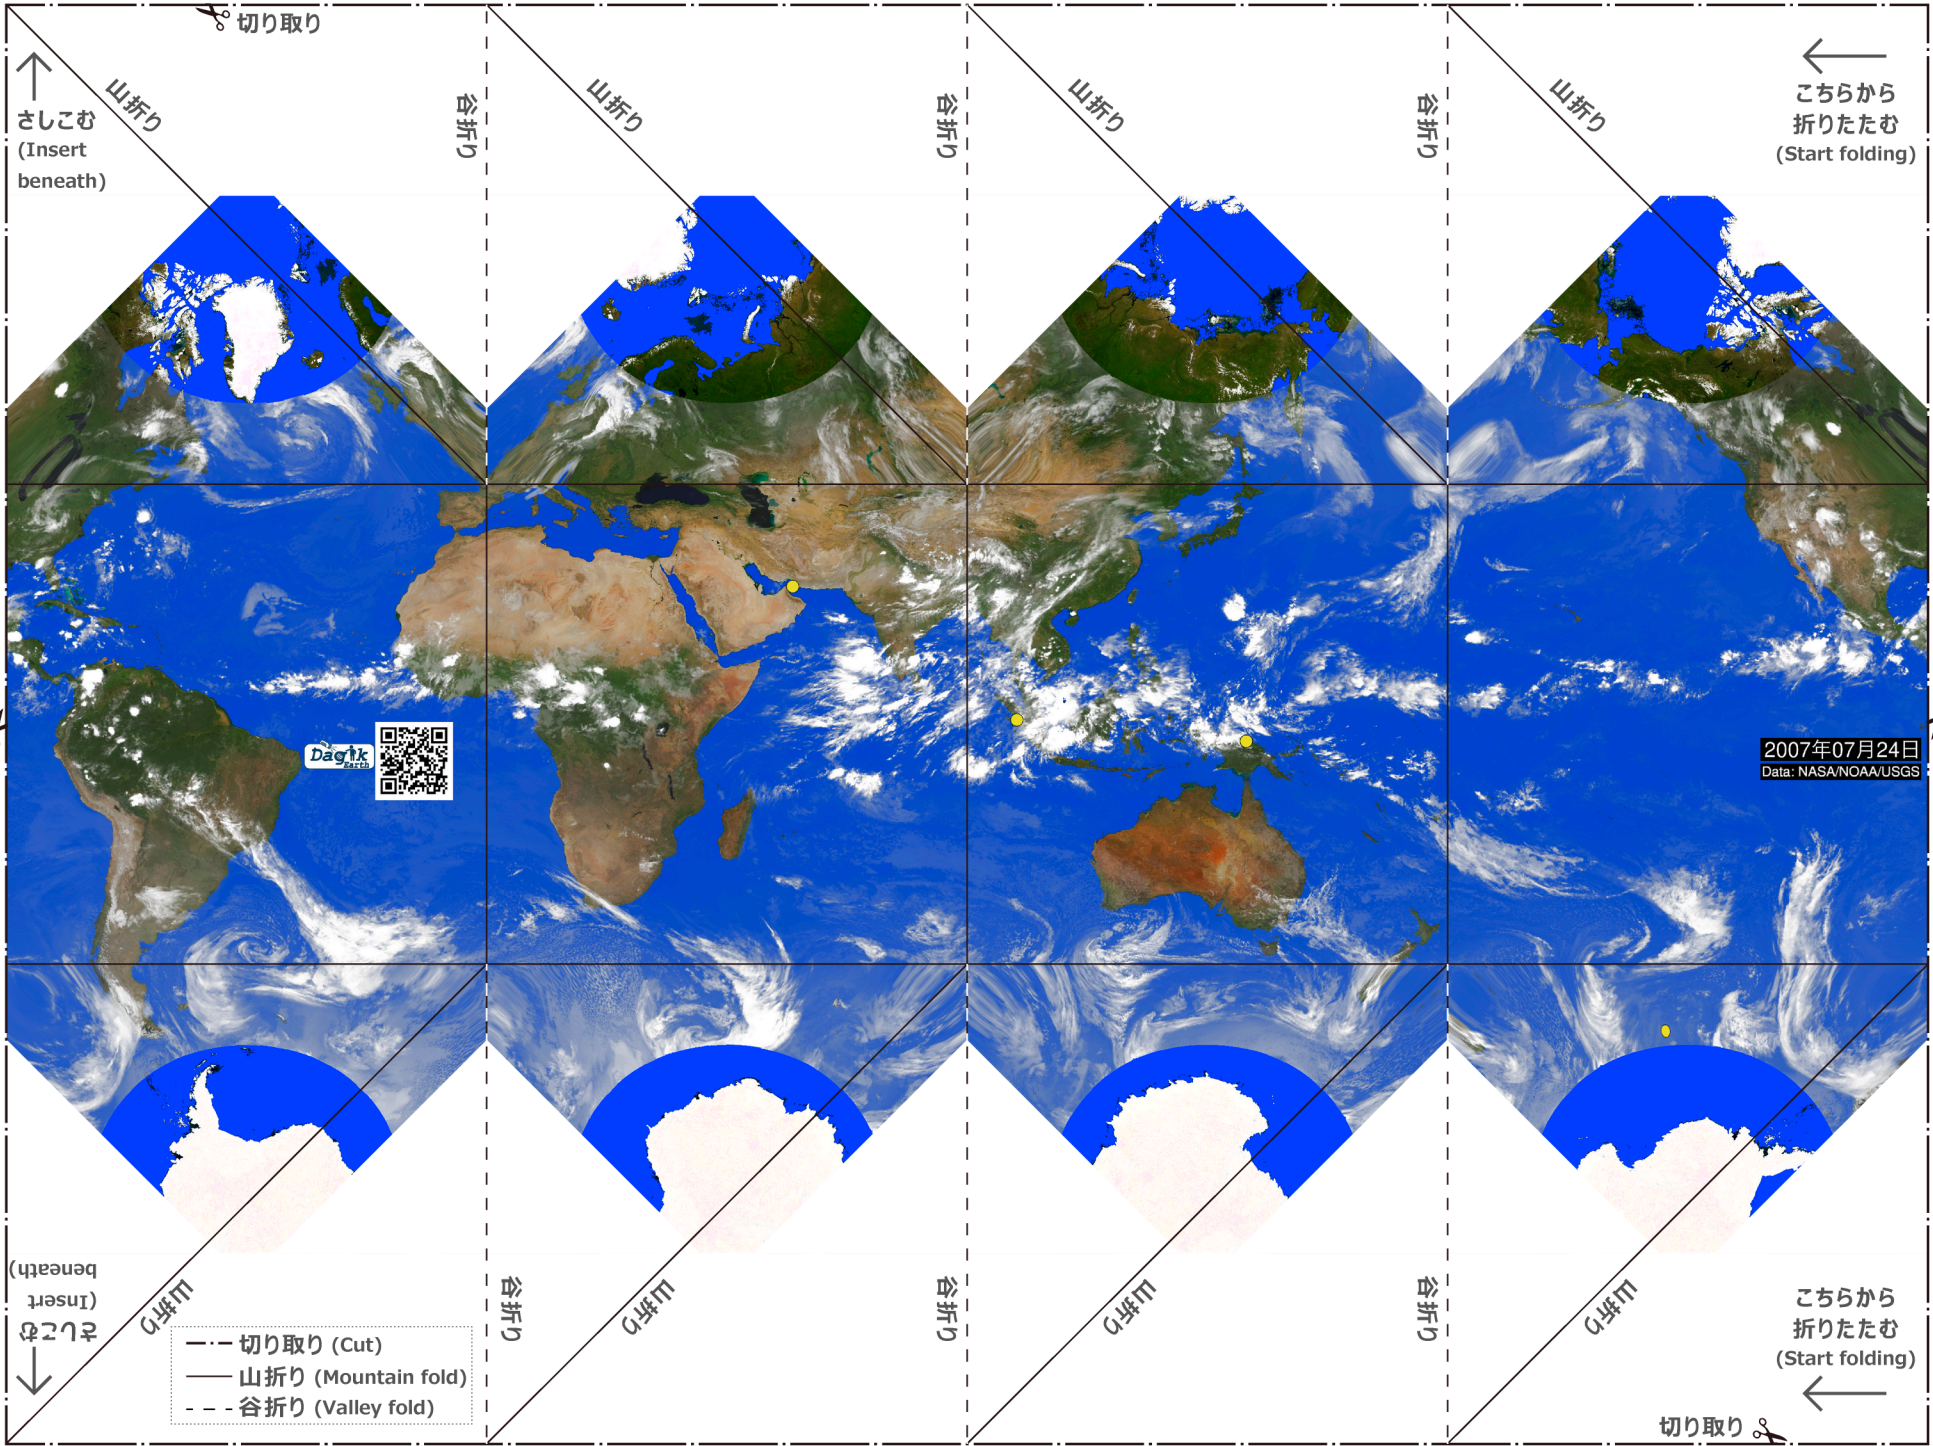 切り取り
さしこむ
(Insert
beneath)
山折り
谷折り
山折り
谷折り
山折り
谷折り
山折り
こちらから
折りたたむ
(Start folding)
Dagik
Earth
2007年07月24日
Data: NASA/NOAA/USGS
さしこむ
(Insert
beneath)
山折り
谷折り
山折り
谷折り
山折り
谷折り
山折り
こちらから
折りたたむ
(Start folding)
切り取り (Cut)
山折り (Mountain fold)
谷折り (Valley fold)
切り取り